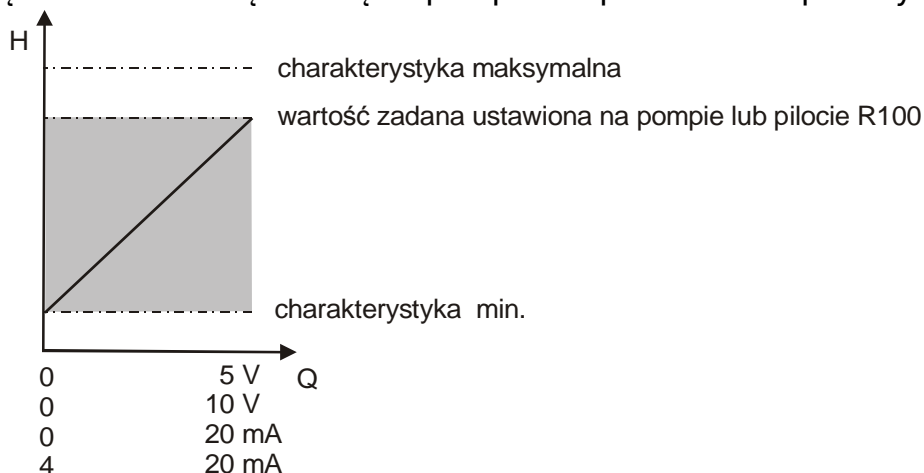 H
charakterystyka maksymalna
wartość zadana ustawiona na pompie lub pilocie R100
charakterystyka min.
0 5 V Q
0 10 V
0 20 mA
4 20 mA